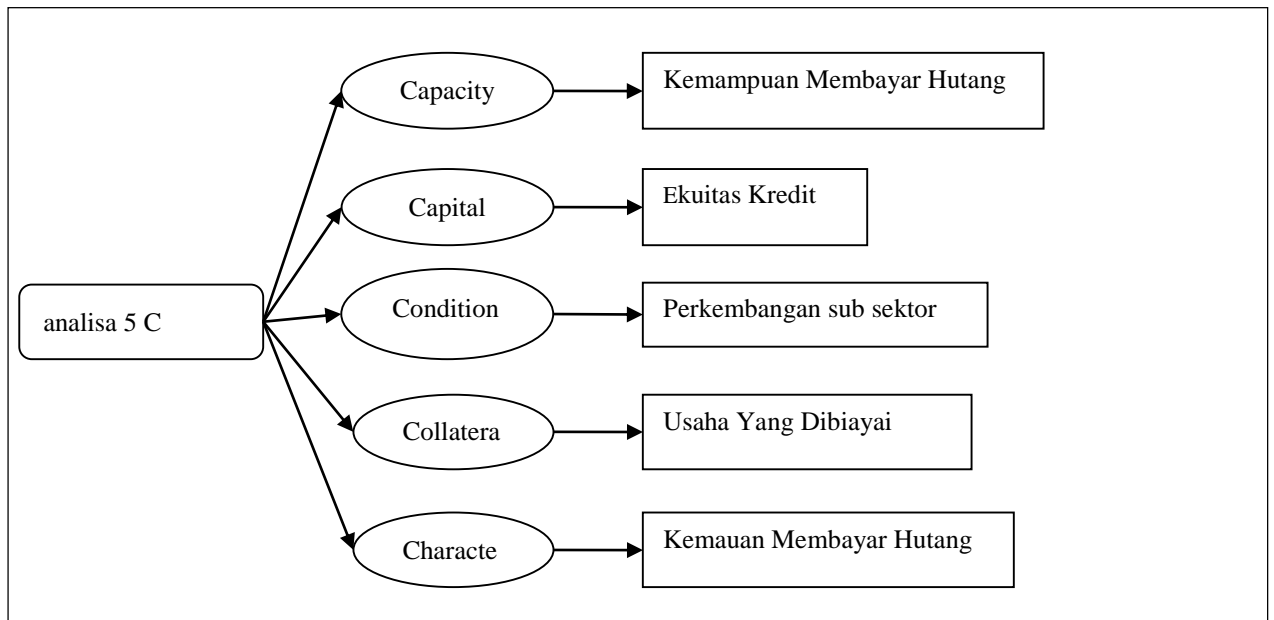 Capacity
Kemampuan Membayar Hutang
Capital
Ekuitas Kredit
analisa 5 C
Condition
Perkembangan sub sektor
Collatera
Usaha Yang Dibiayai
Characte
Kemauan Membayar Hutang